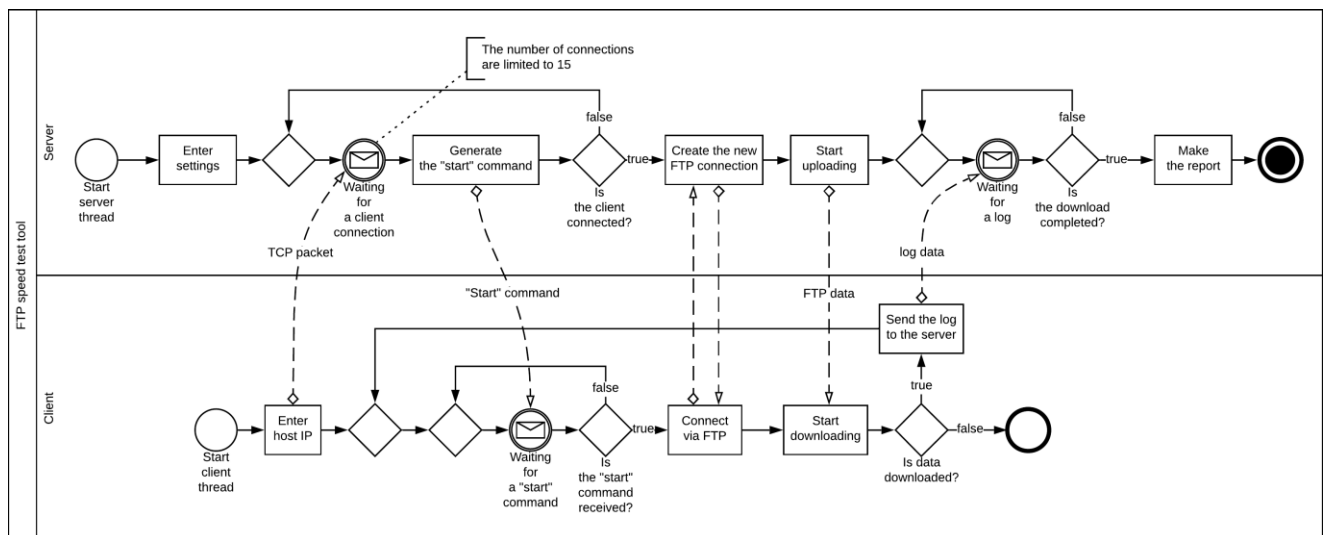 FTP speed test tool
Server
The number of connections
are limited to 15
Start
server
thread
Enter
settings
Waiting
for
a client
connection
Generate
the "start" command
false
true
Is
the client
connected?
Create the new
FTP connection
Start
uploading
Waiting
for
a log
false
true
Is
the download
completed?
Make
the report
TCP packet
"Start" command
FTP data
log data
Client
Start
client
thread
Enter
host IP
Waiting
for
a "start"
command
false
true
Is
the "start"
command
received?
Connect
via FTP
Start
downloading
Send the log
to the server
true
false
Is data
downloaded?